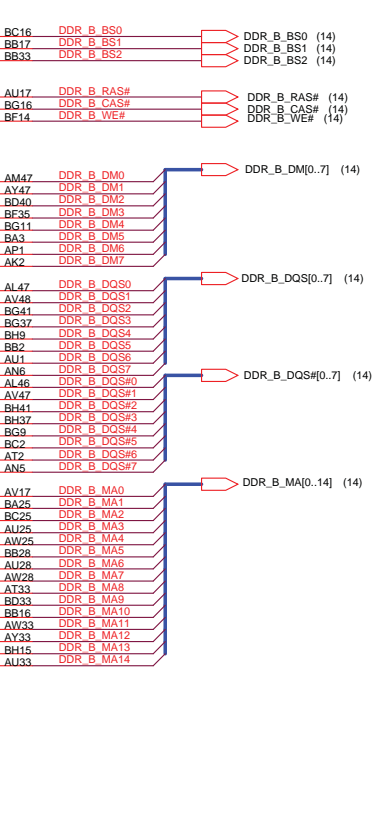 BC16 DDR_B_BS0 DDR_B_BS0 (14)
BB17 DDR_B_BS1 DDR_B_BS1 (14)
BB33 DDR_B_BS2 DDR_B_BS2 (14)
AU17 DDR_B_RAS# DDR_B_RAS# (14)
BG16 DDR_B_CAS# DDR_B_CAS# (14)
BF14 DDR_B_WE# DDR_B_WE# (14)
DDR_B_DM[0..7] (14)
AM47 DDR_B_DM0
AY47 DDR_B_DM1
BD40 DDR_B_DM2
BF35 DDR_B_DM3
BG11 DDR_B_DM4
BA3 DDR_B_DM5
AP1 DDR_B_DM6
AK2 DDR_B_DM7
DDR_B_DQS[0..7] (14)
AL47 DDR_B_DQS0
AV48 DDR_B_DQS1
BG41 DDR_B_DQS2
BG37 DDR_B_DQS3
BH9 DDR_B_DQS4
BB2 DDR_B_DQS5
AU1 DDR_B_DQS6
AN6 DDR_B_DQS7
DDR_B_DQS#[0..7] (14)
AL46 DDR_B_DQS#0
AV47 DDR_B_DQS#1
BH41 DDR_B_DQS#2
BH37 DDR_B_DQS#3
BG9 DDR_B_DQS#4
BC2 DDR_B_DQS#5
AT2 DDR_B_DQS#6
AN5 DDR_B_DQS#7
DDR_B_MA[0..14] (14)
AV17 DDR_B_MA0
BA25 DDR_B_MA1
BC25 DDR_B_MA2
AU25 DDR_B_MA3
AW25 DDR_B_MA4
BB28 DDR_B_MA5
AU28 DDR_B_MA6
AW28 DDR_B_MA7
AT33 DDR_B_MA8
BD33 DDR_B_MA9
BB16 DDR_B_MA10
AW33 DDR_B_MA11
AY33 DDR_B_MA12
BH15 DDR_B_MA13
AU33 DDR_B_MA14